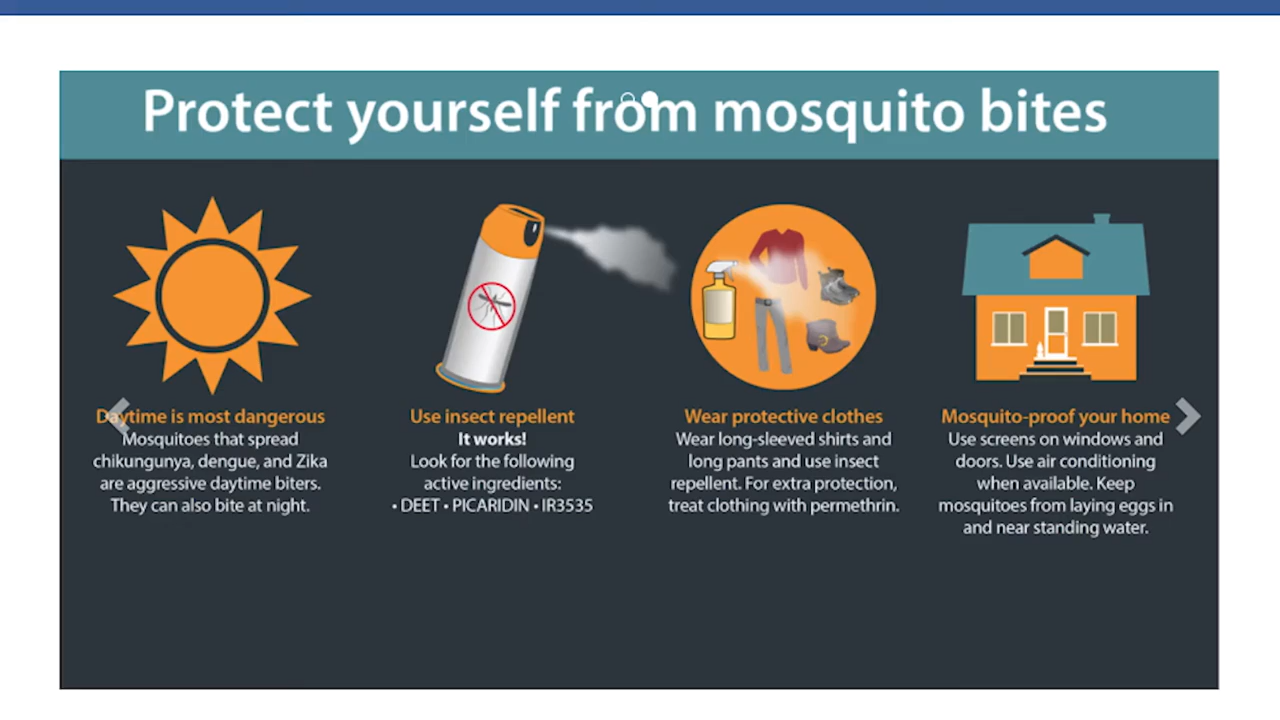 Protect yourself from mosquito bites
Daytime is most dangerous
Mosquitoes that spread
chikungunya, dengue, and Zika
are aggressive daytime biters.
They can also bite at night.
Use insect repellent
It works!
Look for the following
active ingredients:
• DEET • PICARIDIN • IR3535
Wear protective clothes
Wear long-sleeved shirts and
long pants and use insect
repellent. For extra protection,
treat clothing with permethrin.
Mosquito-proof your home
Use screens on windows and
doors. Use air conditioning
when available. Keep
mosquitoes from laying eggs in
and near standing water.